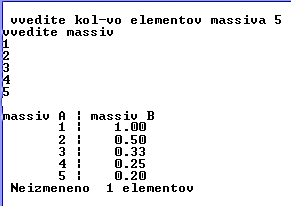 vvedite kol-vo elementov massiva 5
vvedite massiv
1
2
3
4
5
massiv A ¦ massiv B
1 ¦ 1.00
2 ¦ 0.50
3 ¦ 0.33
4 ¦ 0.25
5 ¦ 0.20
Neizmeneno 1 elementov